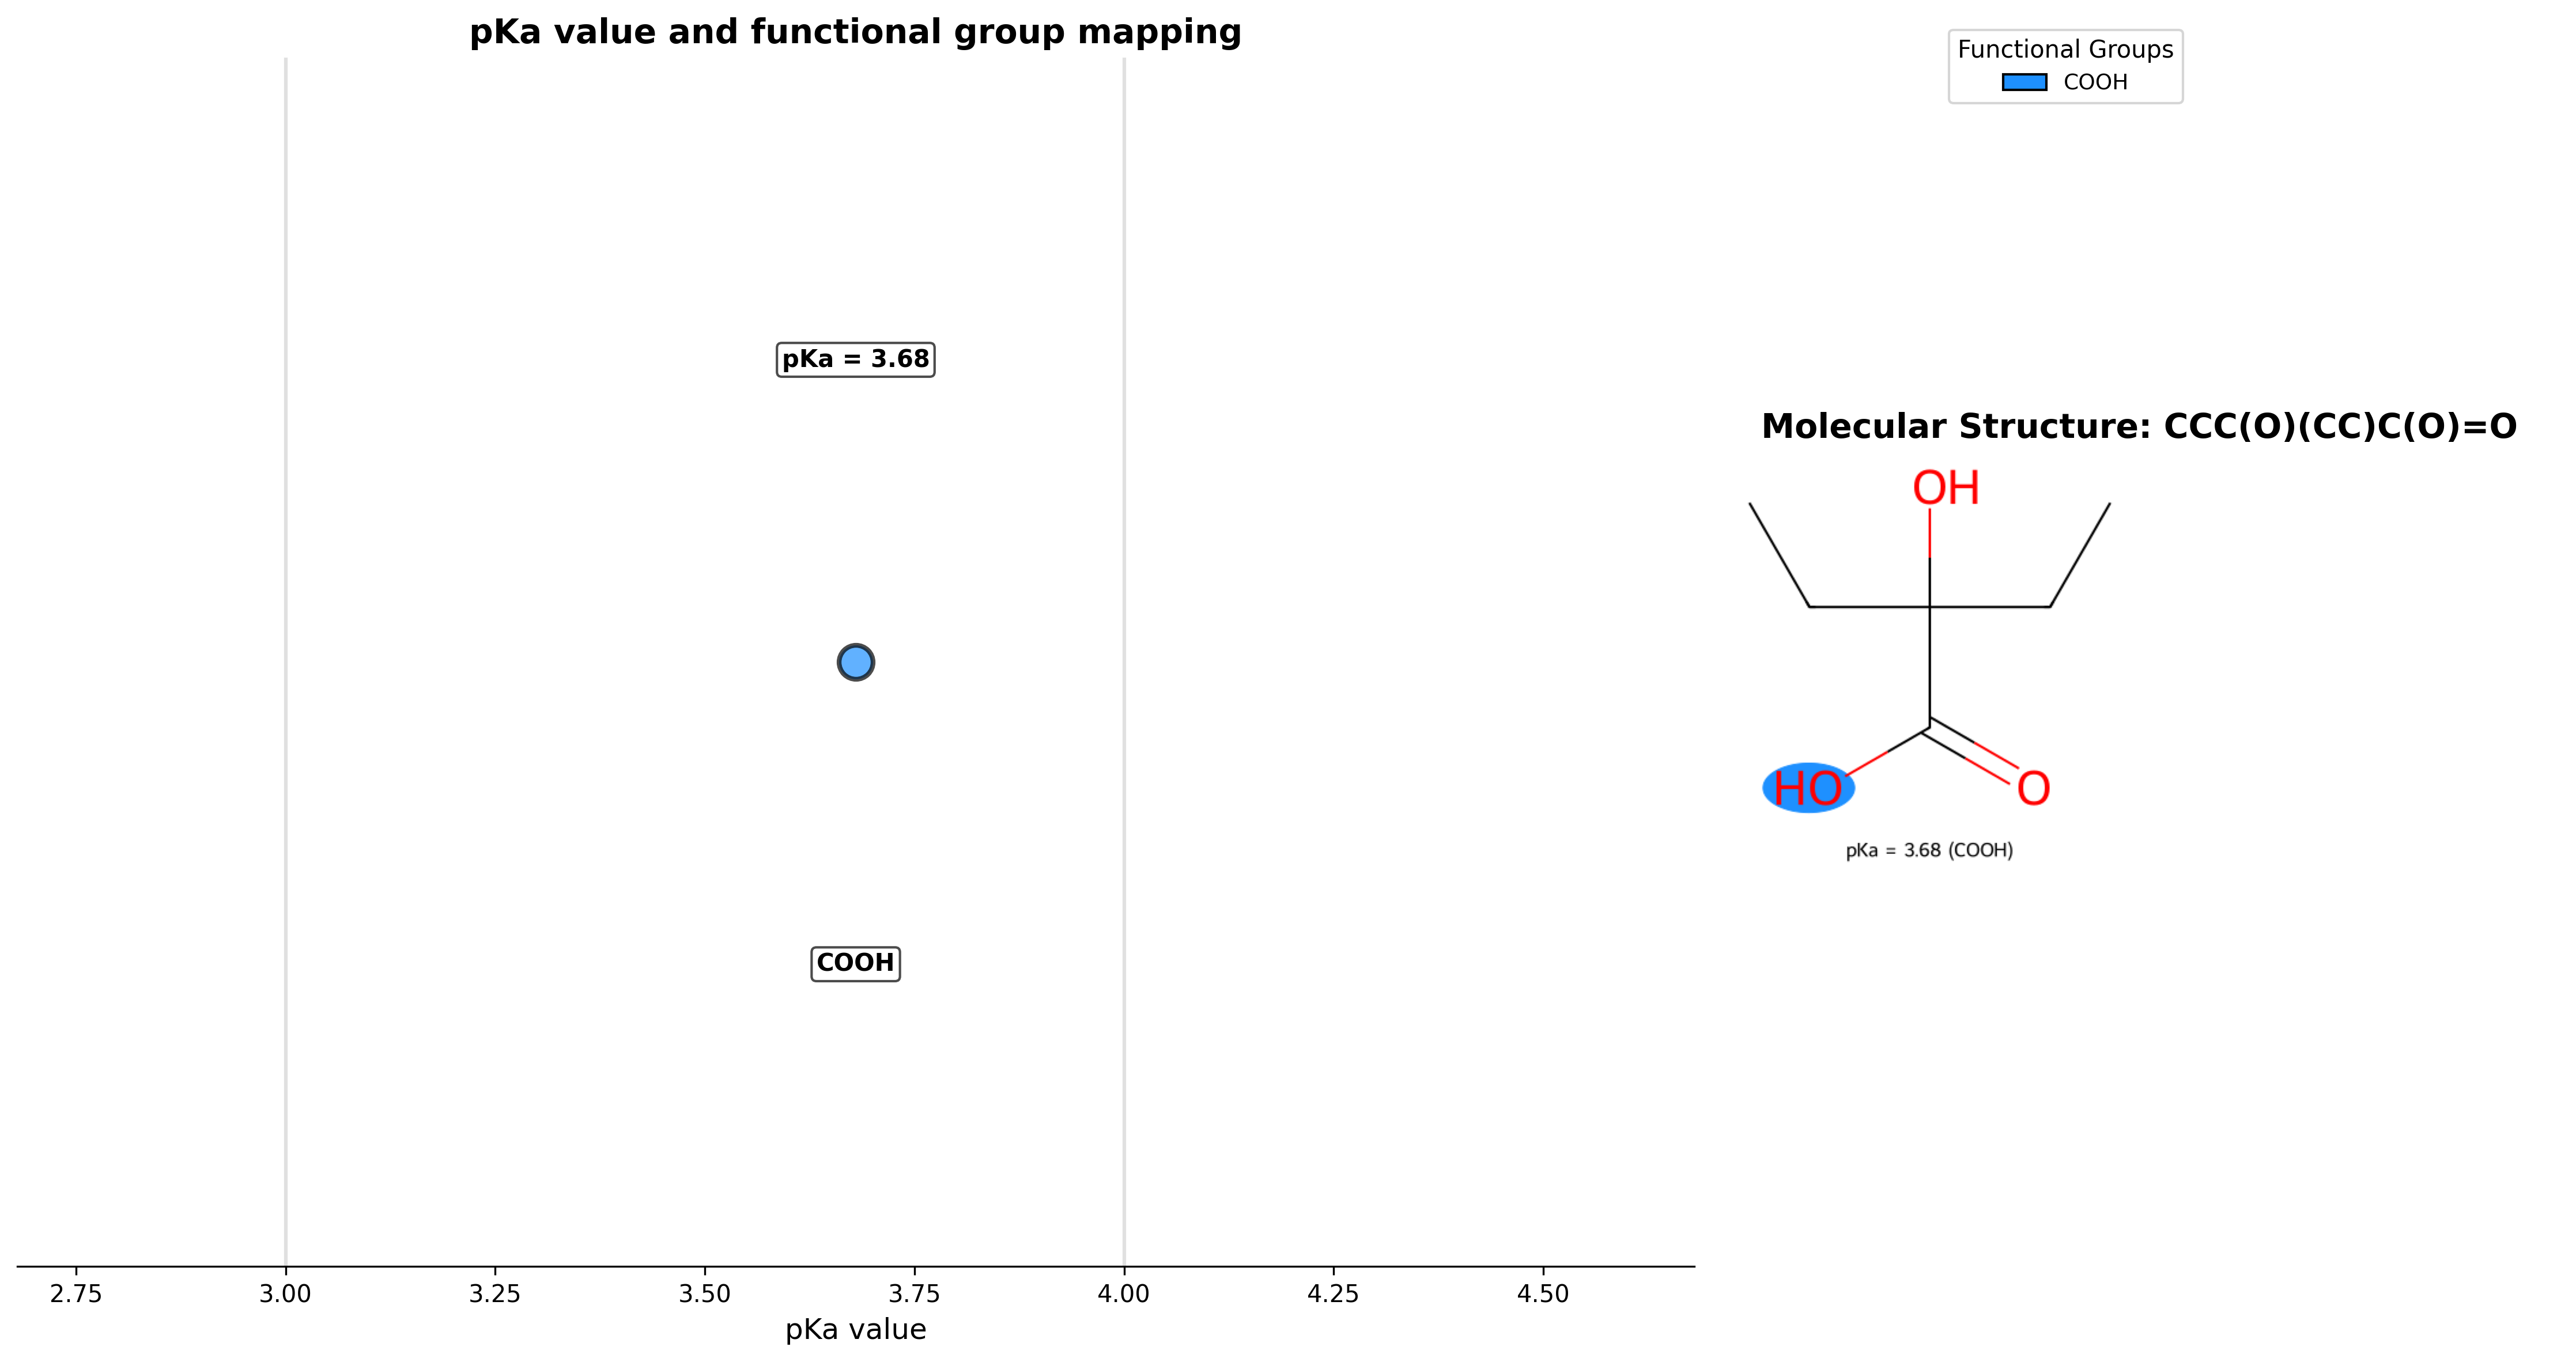 pKa value and functional group mapping
pKa = 3.68
COOH
2.75 3.00 3.25 3.50 3.75 4.00 4.25 4.50
pKa value
Functional Groups
COOH
Molecular Structure: CCC(O)(CC)C(O)=O
OH
HO O
pKa = 3.68 (COOH)